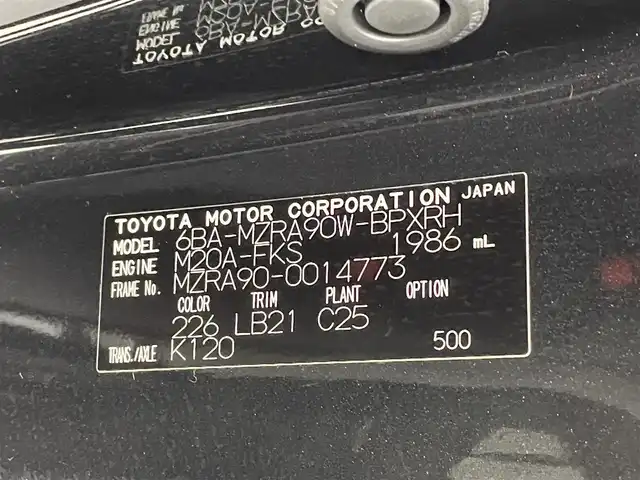 TOYOTA MOTOR CORPORATION JAPAN
MODEL 6BA-MZRA90W-BPXRH
ENGINE M20A-FKS 1986 mL
FRAME No. MZRA90-0014773
COLOR TRIM PLANT OPTION
226 LB21 C25
TRANS./AXLE K120 500